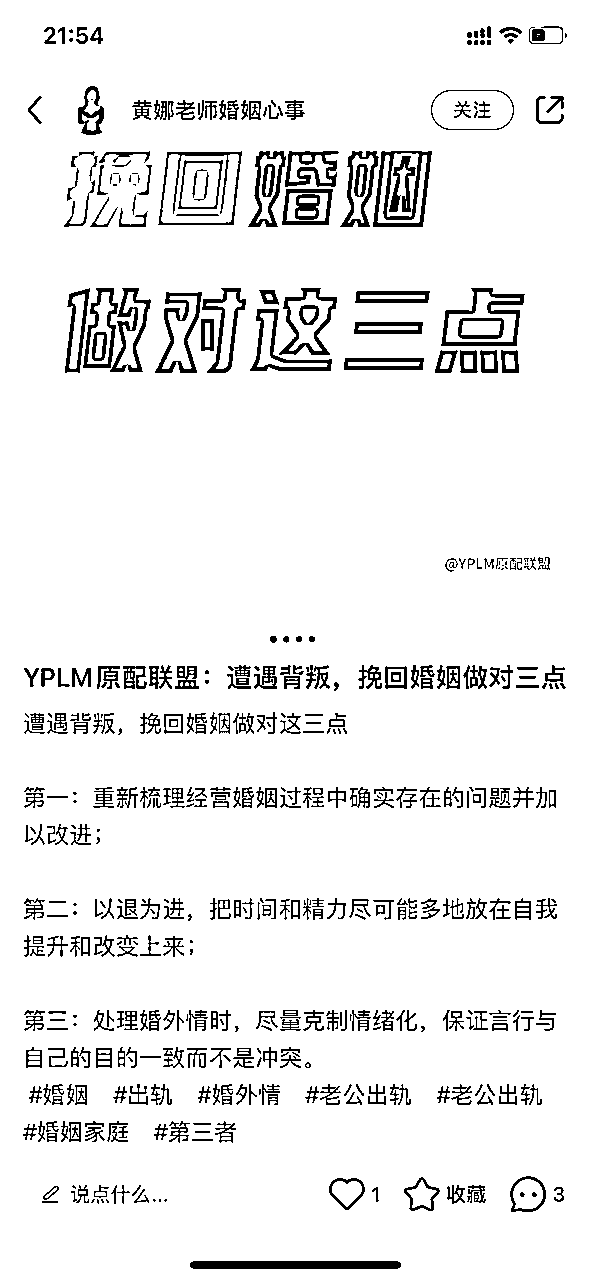 21:54
黄娜老师婚姻心事
关注
挽回婚姻
做对这三点
@YPLM原配联盟
YPLM原配联盟：遭遇背叛，挽回婚姻做对三点
遭遇背叛，挽回婚姻做对这三点
第一：重新梳理经营婚姻过程中确实存在的问题并加
以改进；
第二：以退为进，把时间和精力尽可能多地放在自我
提升和改变上来；
第三：处理婚外情时，尽量克制情绪化，保证言行与
自己的目的一致而不是冲突。
#婚姻 #出轨 #婚外情 #老公出轨 #老公出轨
#婚姻家庭 #第三者
说点什么...
1
收藏
3